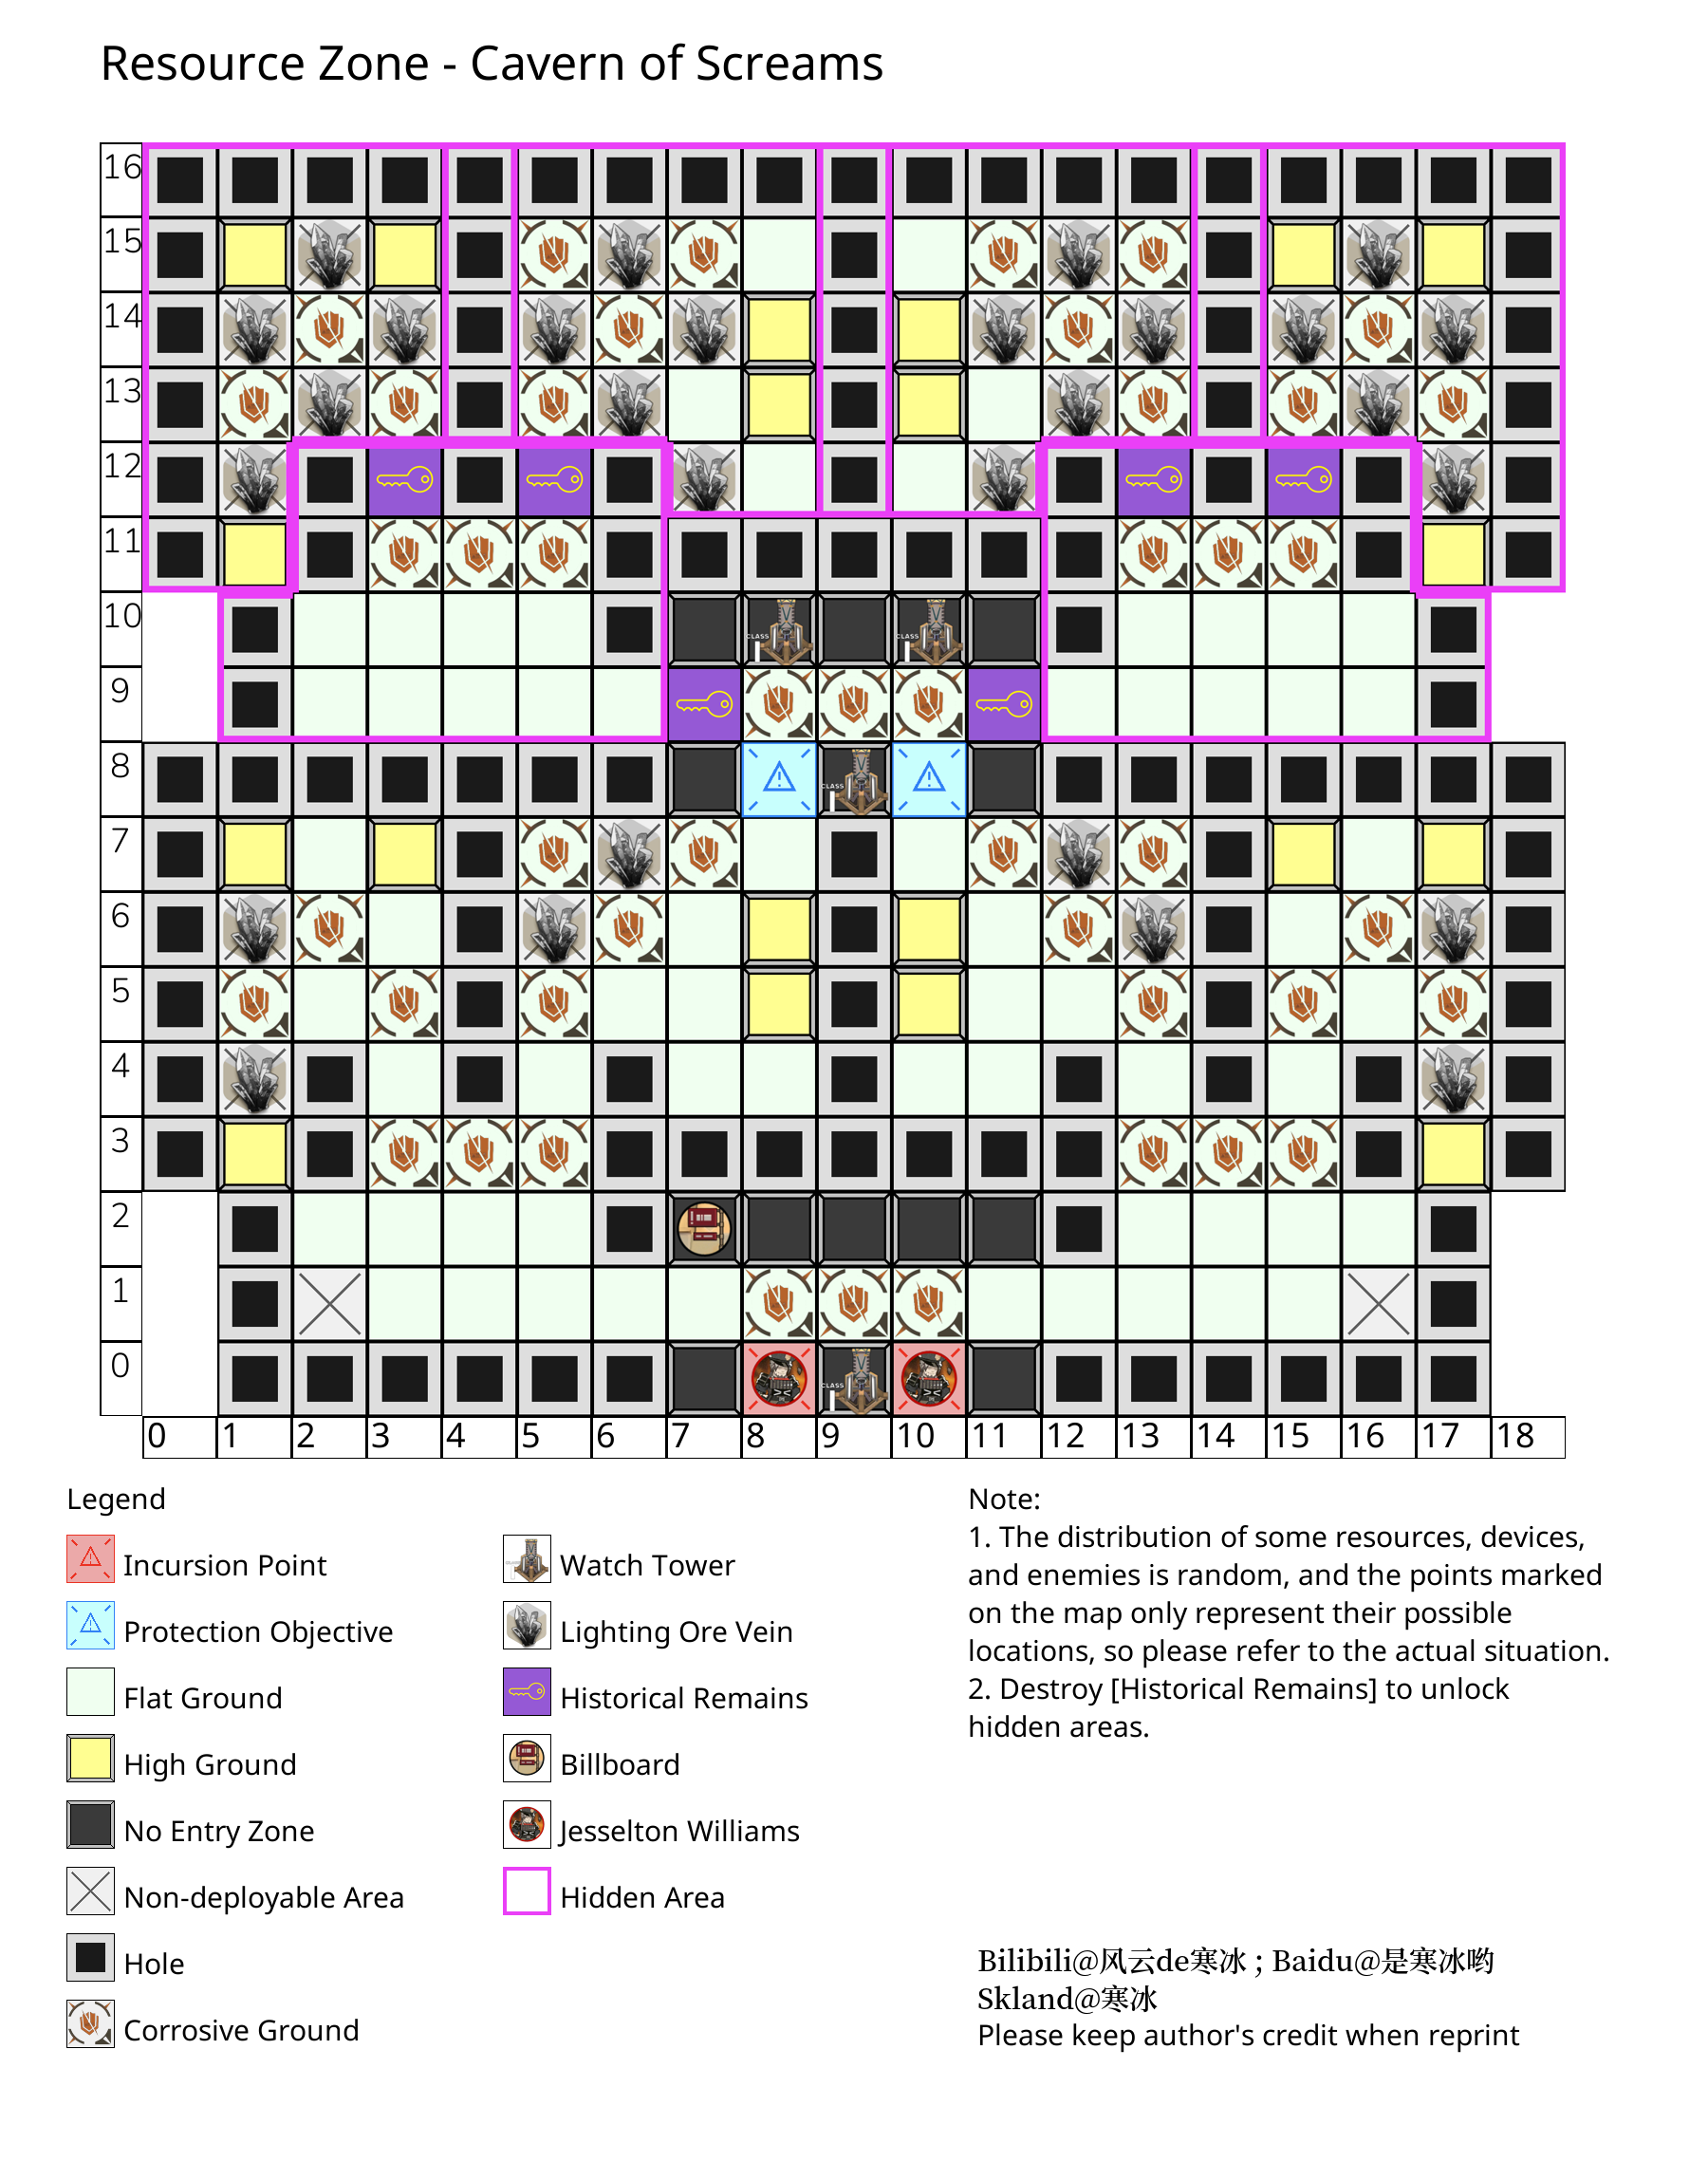 Resource Zone - Cavern of Screams
16
15
14
13
12
11
10
CLASS
CLASS
9
8
CLASS
7
6
5
4
3
2
1
0
CLASS
0 1 2 3 4 5 6 7 8 9 10 11 12 13 14 15 16 17 18
Legend
Incursion Point
Protection Objective
Flat Ground
High Ground
No Entry Zone
Non-deployable Area
Hole
Corrosive Ground
Watch Tower
Lighting Ore Vein
Historical Remains
Billboard
Jesselton Williams
Hidden Area
Note:
1. The distribution of some resources, devices,
and enemies is random, and the points marked
on the map only represent their possible
locations, so please refer to the actual situation.
2. Destroy [Historical Remains] to unlock
hidden areas.
Bilibili@风云de寒冰 ; Baidu@是寒冰哟
Skland@寒冰
Please keep author's credit when reprint